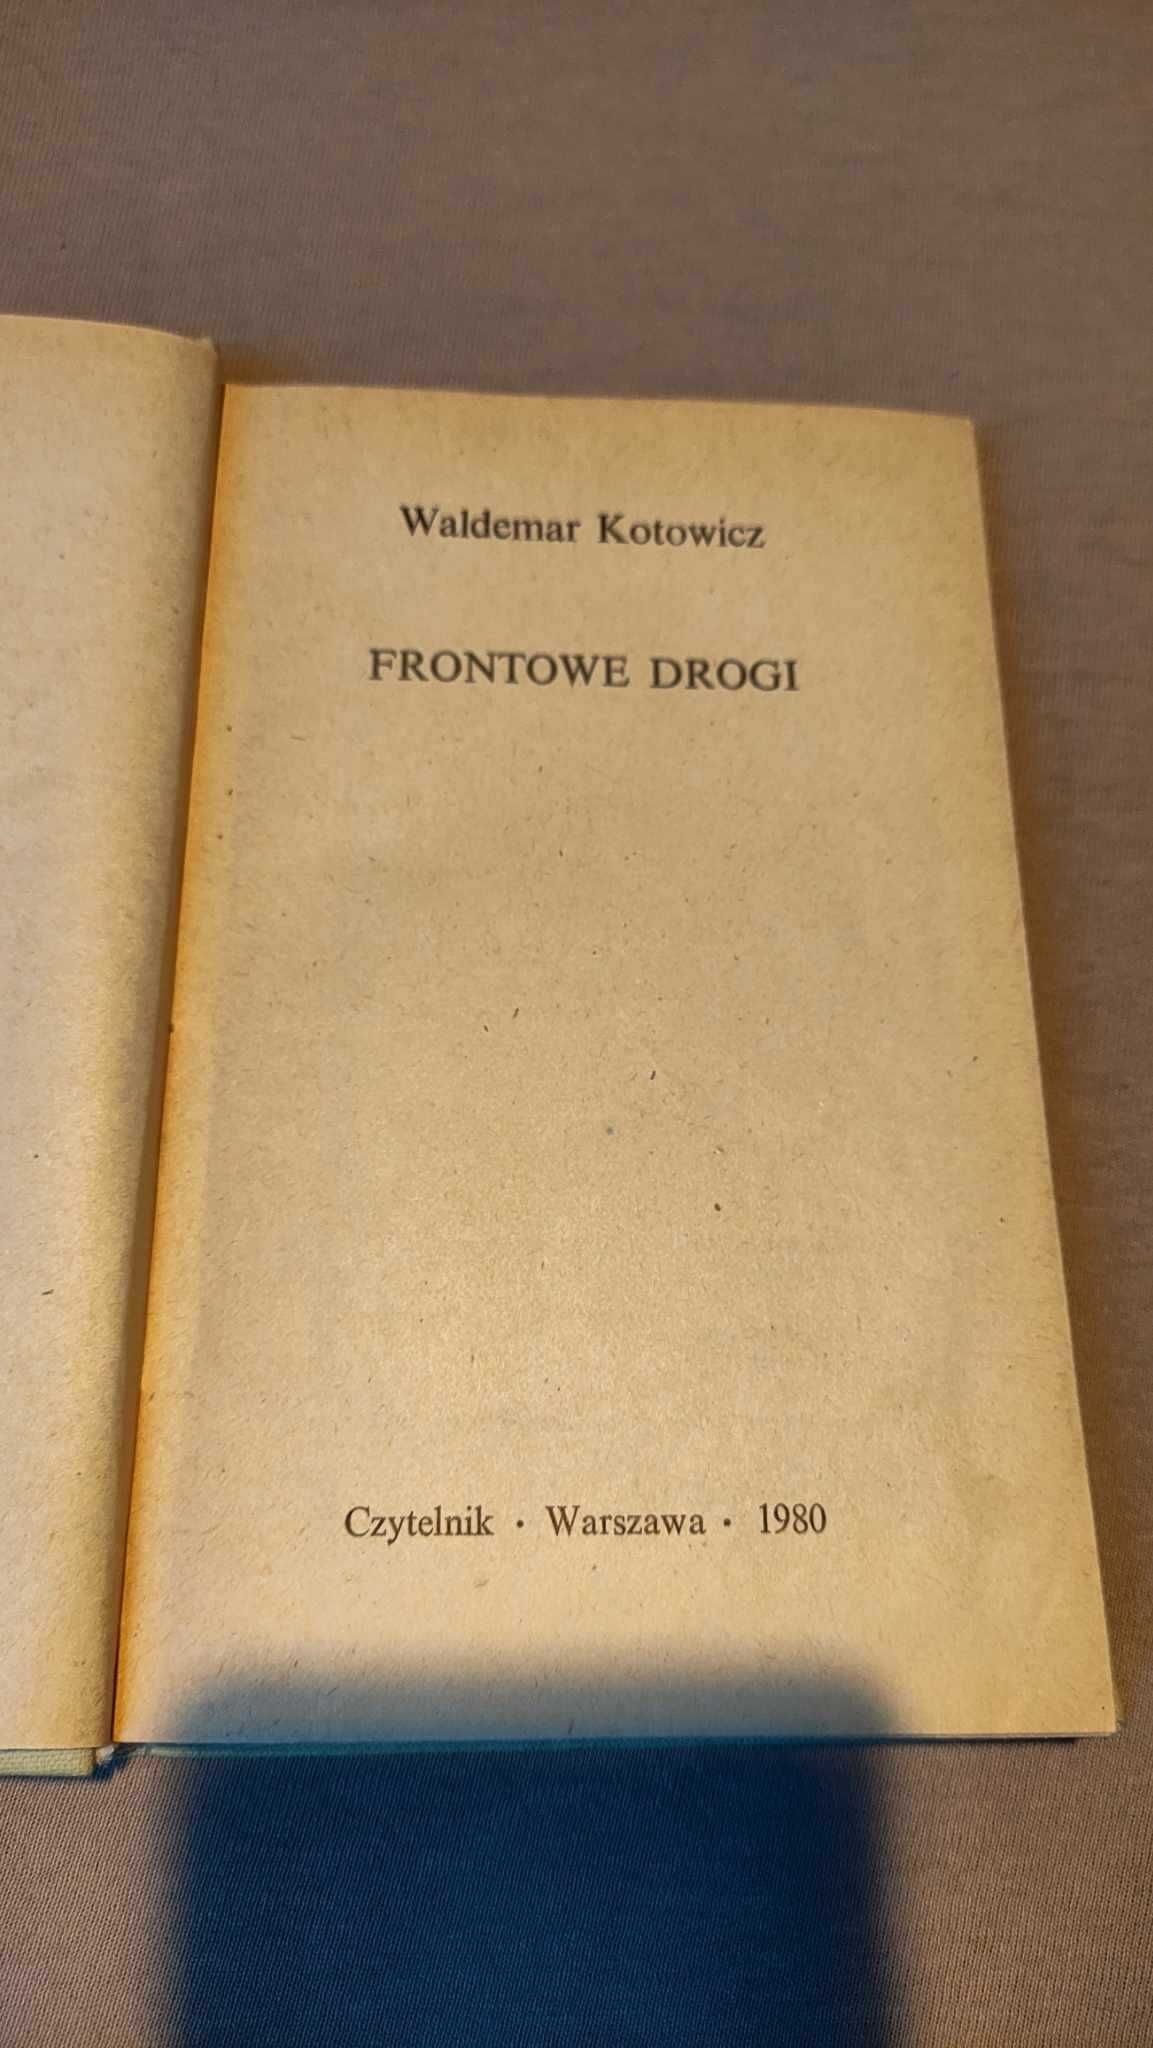 Waldemar Kotowicz
FRONTOWE DROGI
Czytelnik • Warszawa • 1980